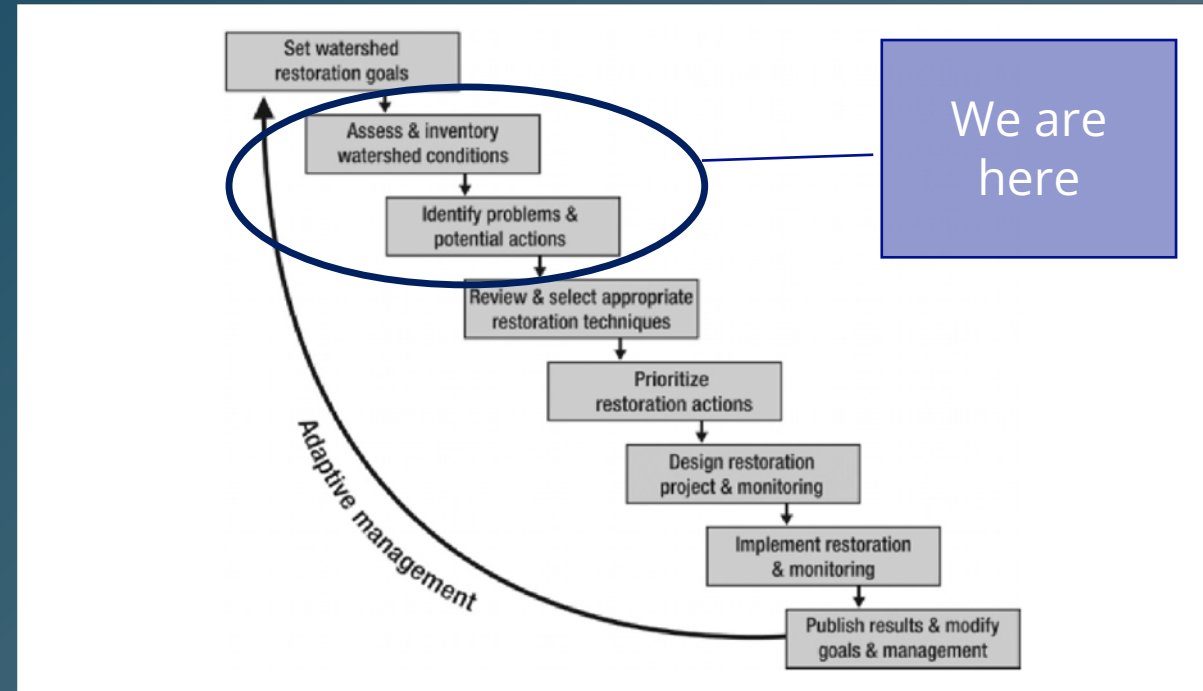 Set watershed
restoration goals
We are
here
Assess & inventory
watershed conditions
Identify problems &
potential actions
Review & select appropriate
restoration techniques
Prioritize
restoration actions
Design restoration
project & monitoring
Implement restoration
& monitoring
Publish results & modify
goals & management
Adaptive management